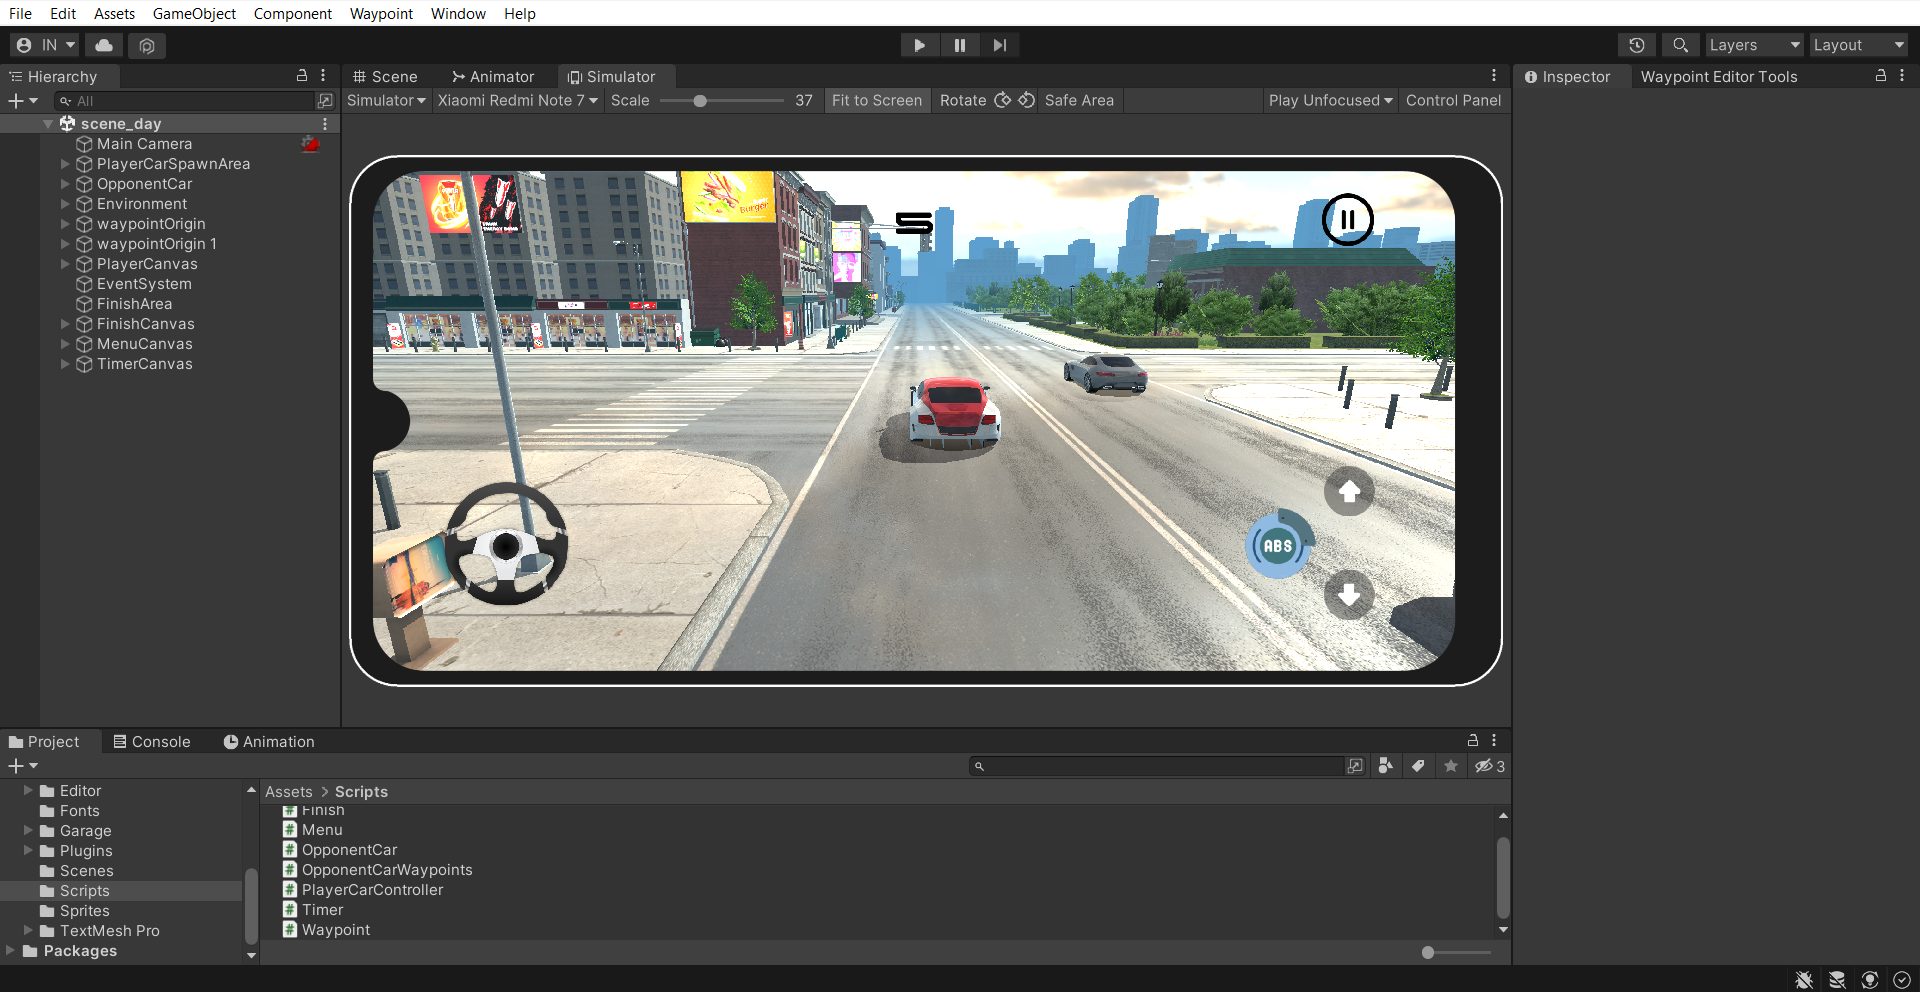 File Edit Assets GameObject Component Waypoint Window Help
IN Layers Layout
Hierarchy
Scene Animator Simulator
Inspector Waypoint Editor Tools
All
Simulator Xiaomi Redmi Note 7 Scale 37 Fit to Screen Rotate Safe Area Play Unfocused Control Panel
scene_day
Main Camera
PlayerCarSpawnArea
OpponentCar
Environment
waypointOrigin
waypointOrigin 1
PlayerCanvas
EventSystem
FinishArea
FinishCanvas
MenuCanvas
TimerCanvas
Burger
5
ABS
Project Console Animation
3
Editor
Fonts
Garage
Plugins
Scenes
Scripts
Sprites
TextMesh Pro
Packages
Assets > Scripts
Finish
Menu
OpponentCar
OpponentCarWaypoints
PlayerCarController
Timer
Waypoint